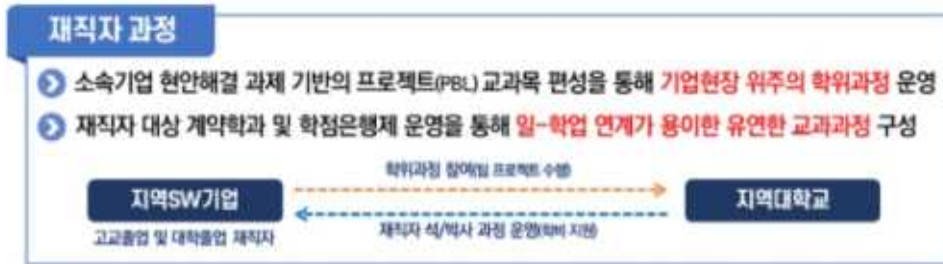 재직자 과정
소속기업 현안해결 과제 기반의 프로젝트(PBL) 교과목 편성을 통해 기업현장 위주의 학위과정 운영
재직자 대상 계약학과 및 학점은행제 운영을 통해 일-학업 연계가 용이한 유연한 교과과정 구성
학위과정 참여(팀 프로젝트 수행)
지역SW기업
지역대학교
고교졸업 및 대학졸업 재직자
재직자 석/박사 과정 운영(학비 지원)